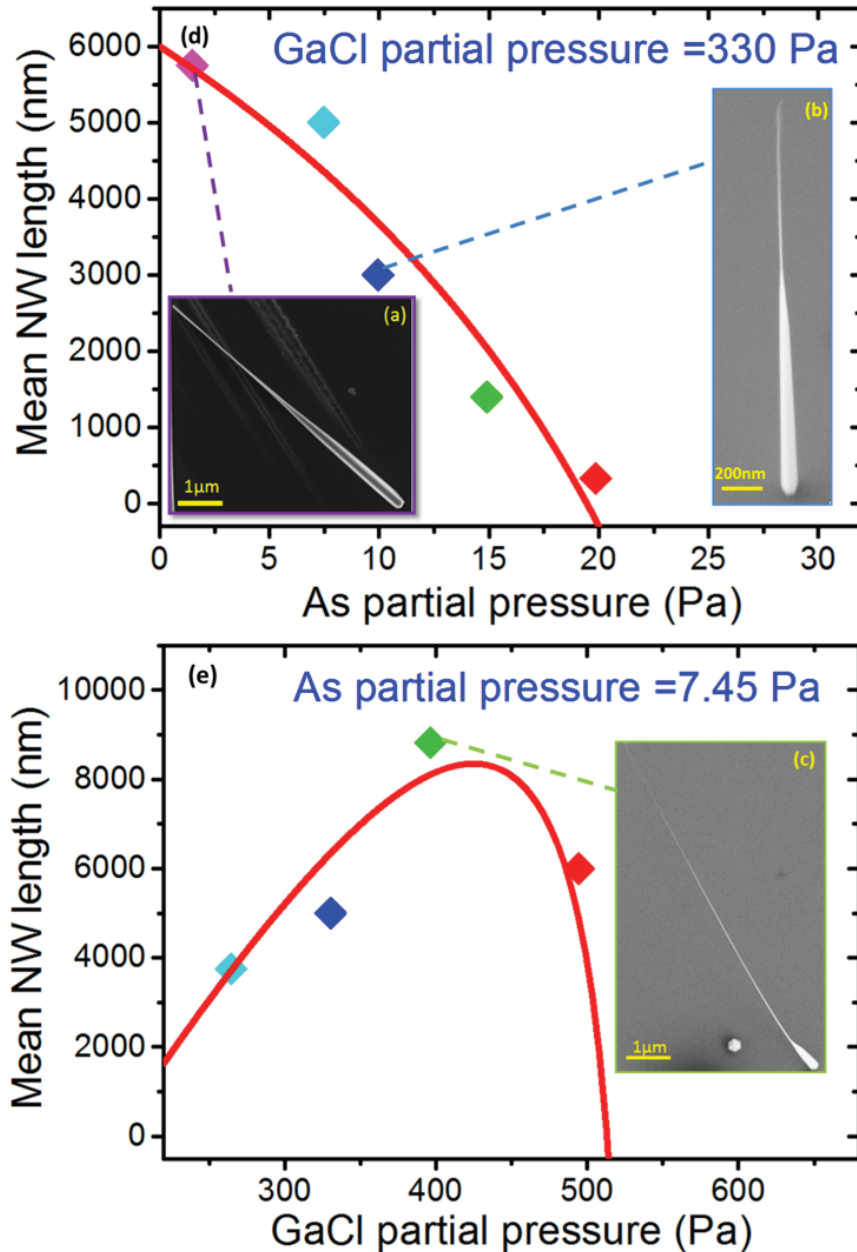 (d)
GaCl partial pressure =330 Pa
Mean NW length (nm)
6000
5000
4000
3000
2000
1000
0
(a)
1μm
(b)
200nm
0
5
10
15
20
25
30
As partial pressure (Pa)
(e)
As partial pressure =7.45 Pa
Mean NW length (nm)
10000
8000
6000
4000
2000
0
(c)
1μm
300
400
500
600
GaCl partial pressure (Pa)